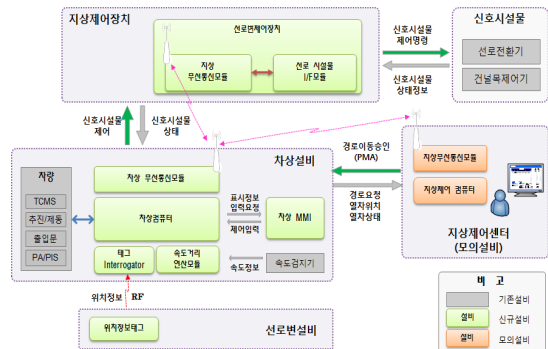 지상제어장치
선로변제어장치
지상
무선통신모듈
선로 시설물
I/F모듈
신호시설물
제어명령
신호시설물
상태정보
신호시설물
선로전환기
건널목제어기
신호시설물
제어
신호시설물
상태
차상설비
차량
TCMS
추진/제동
출입문
PA/PIS
차상 무선통신모듈
차상컴퓨터
태그
Interrogator
속도거리
연산모듈
표시정보
입력요청
제어입력
차상 MMI
속도정보
속도검지기
경로이동승인
(PMA)
경로요청
열차위치
열차상태
지상무선통신모듈
지상제어 컴퓨터
지상제어센터
(모의설비)
위치정보
RF
위치정보태그
선로변설비
비 고
기존설비
설비
신규설비
설비
모의설비